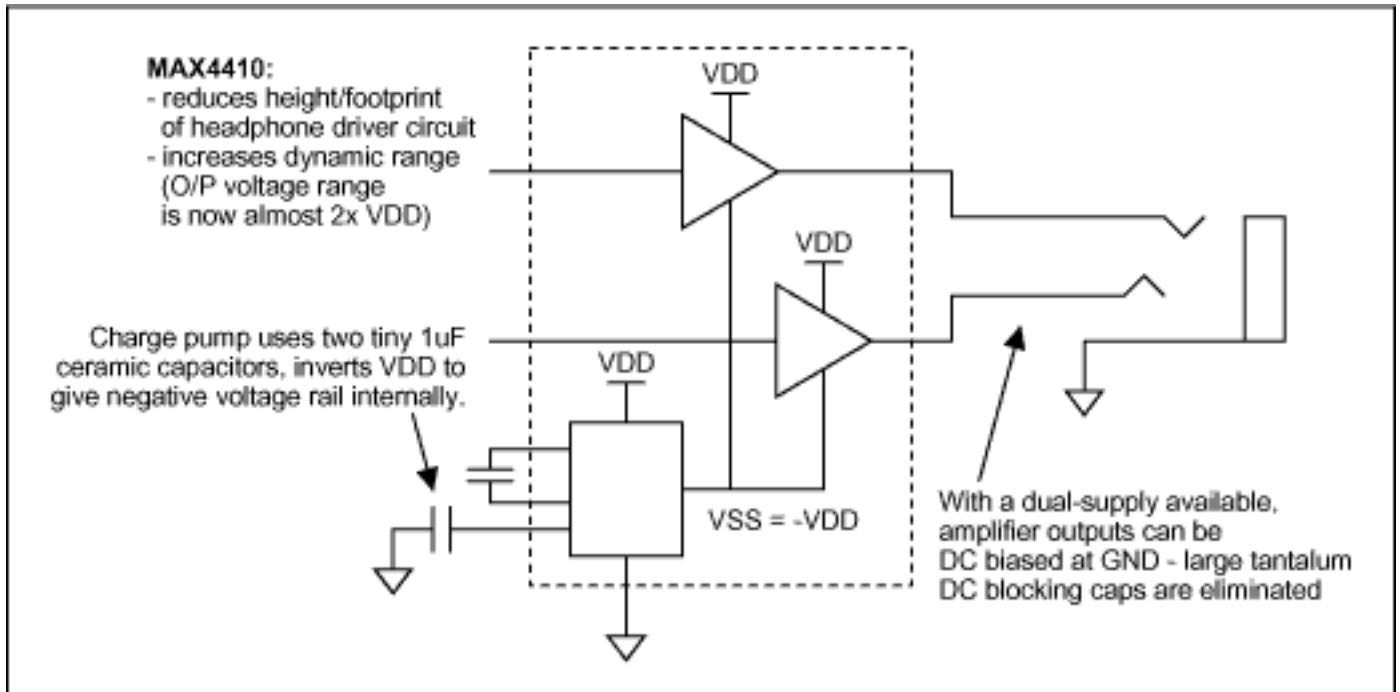 MAX4410:
- reduces height/footprint
of headphone driver circuit
- increases dynamic range
(O/P voltage range
is now almost 2x VDD)
VDD
VDD
Charge pump uses two tiny 1uF
ceramic capacitors, inverts VDD to
give negative voltage rail internally.
VDD
VSS = -VDD
With a dual-supply available,
amplifier outputs can be
DC biased at GND - large tantalum
DC blocking caps are eliminated